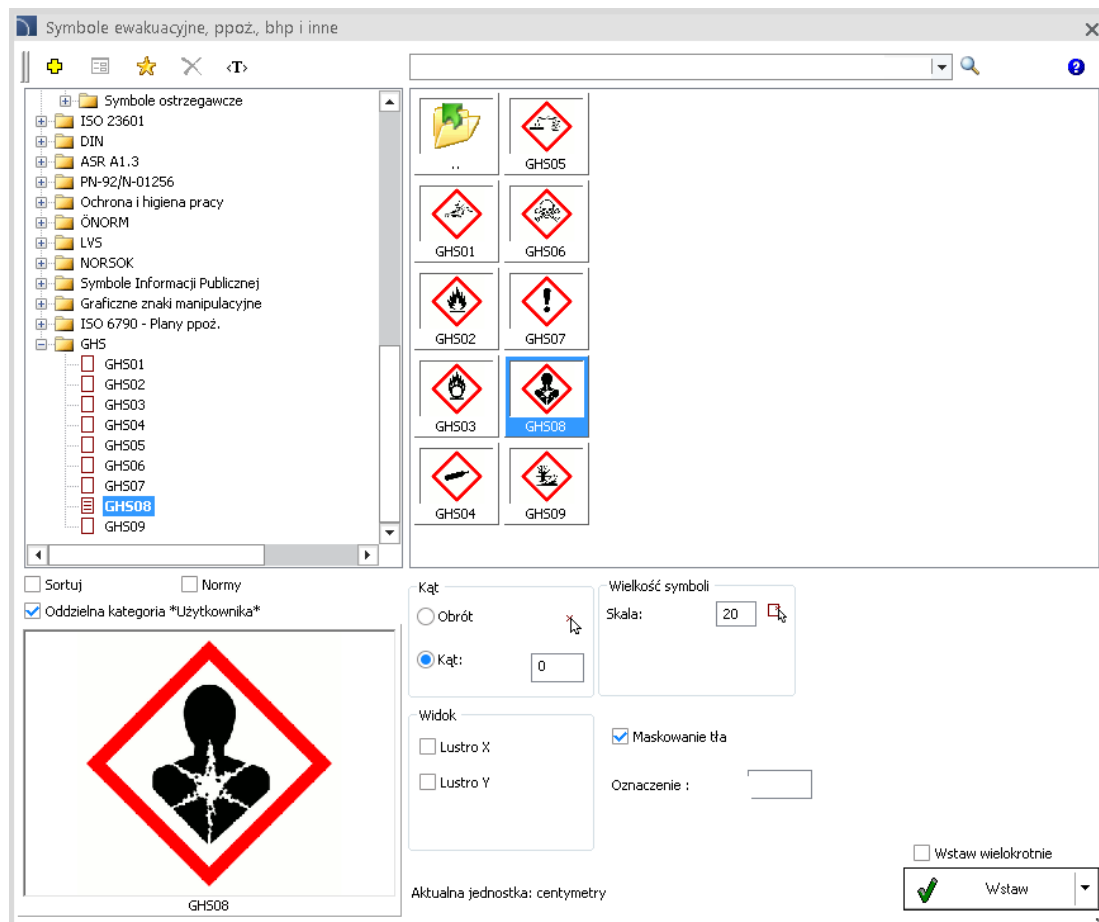 Symbole ewakuacyjne, ppoż., bhp i inne
‹T›
Symbole ostrzegawcze
ISO 23601
DIN
ASR A1.3
PN-92/N-01256
Ochrona i higiena pracy
ÖNORM
LVS
NORSOK
Symbole Informacji Publicznej
Graficzne znaki manipulacyjne
ISO 6790 - Plany ppoż.
GHS
GHS01
GHS02
GHS03
GHS04
GHS05
GHS06
GHS07
GHS08
GHS09
..
GHS05
GHS01
GHS06
GHS02
GHS07
GHS03
GHS08
GHS04
GHS09
Sortuj
Normy
Oddzielna kategoria *Użytkownika*
GHS08
Kąt
Obrót
Kąt:
0
Wielkość symboli
Skala:
20
Widok
Lustro X
Lustro Y
Maskowanie tła
Oznaczenie :
Aktualna jednostka: centymetry
Wstaw wielokrotnie
Wstaw